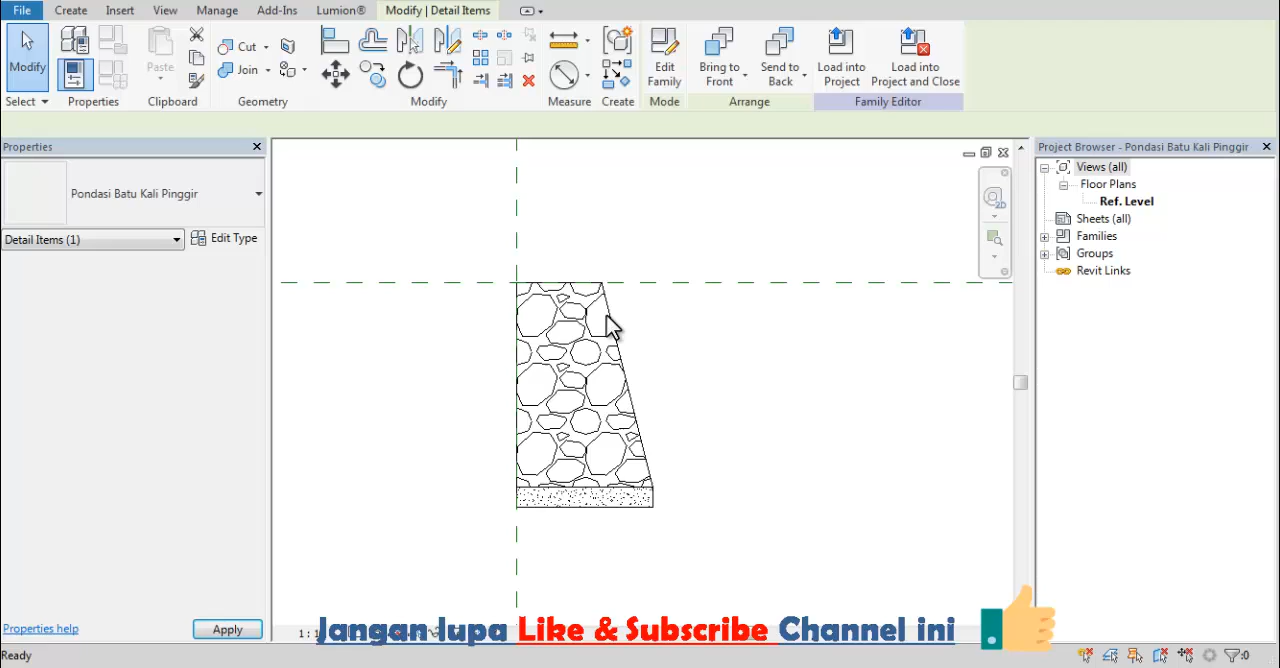 File Create Insert View Manage Add-Ins Lumion® Modify | Detail Items
Modify
Select
Properties
Paste
Clipboard
Cut
Join
Geometry
Modify
Measure
Create
Edit
Family
Mode
Bring to
Front
Send to
Back
Arrange
Load into
Project
Load into
Project and Close
Family Editor
Properties
Pondasi Batu Kali Pinggir
Detail Items (1)
Edit Type
Properties help
Apply
Ready
2D
Project Browser - Pondasi Batu Kali Pinggir
Views (all)
Floor Plans
Ref. Level
Sheets (all)
Families
Groups
Revit Links
Jangan lupa Like & Subscribe Channel ini
:0